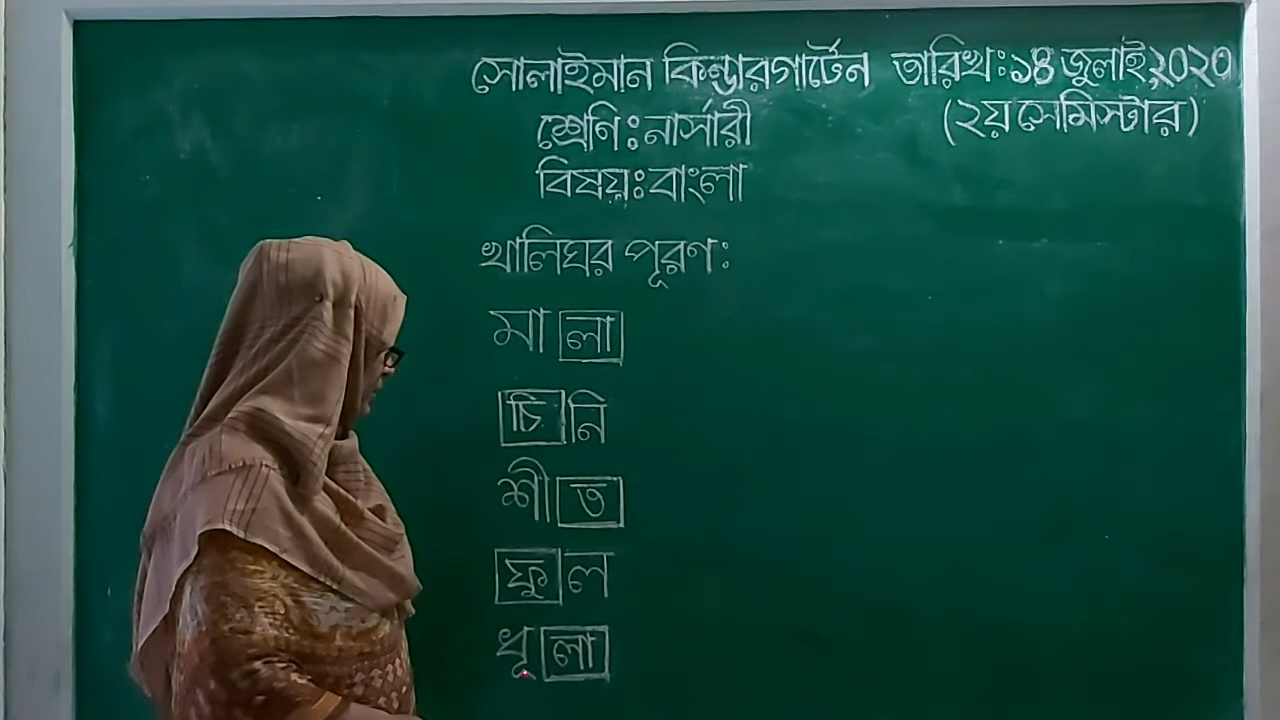 সোলাইমান কিন্ডারগার্টেন তারিখঃ১৪ জুলাই,২০২০
শ্রেণিঃনার্সারী (২য় সেমিস্টার)
বিষয়ঃবাংলা
খালিঘর পূরণঃ
মা লা
চি নি
শী ত
ফু ল
ধূ লা